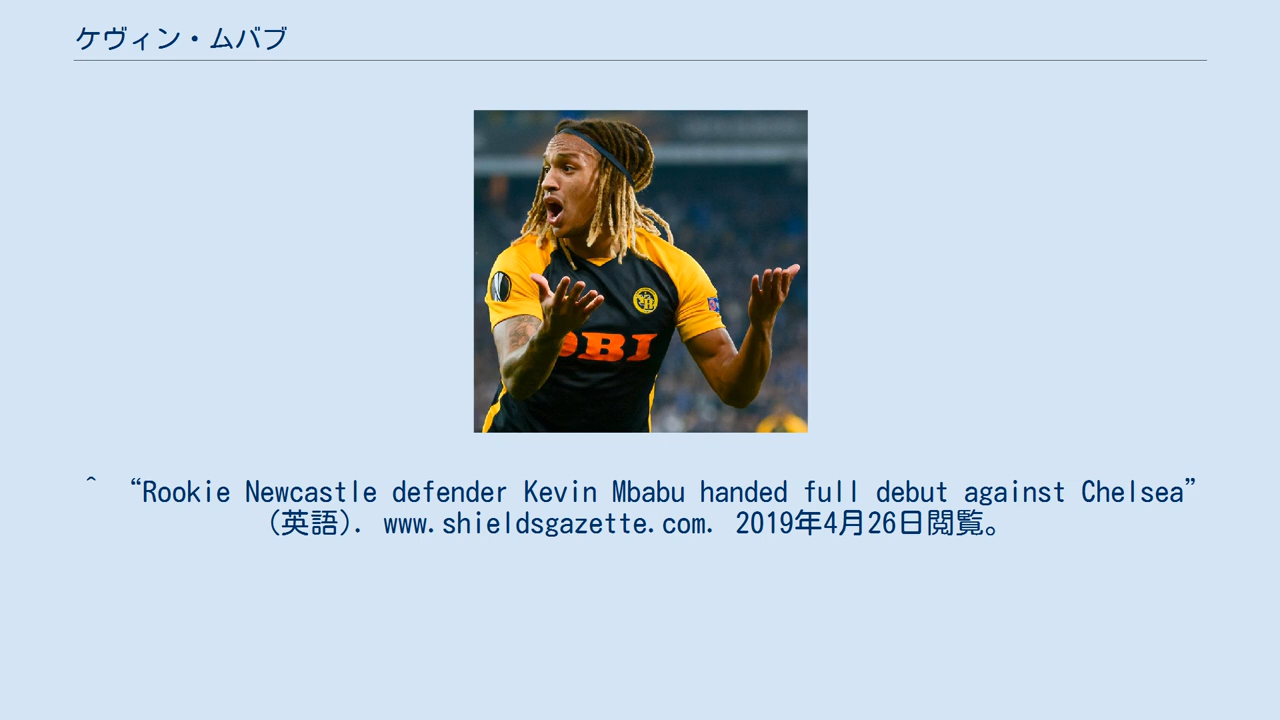 ケヴィン・ムバブ
OBI
^ “Rookie Newcastle defender Kevin Mbabu handed full debut against Chelsea”
(英語). www.shieldsgazette.com. 2019年4月26日閲覧。